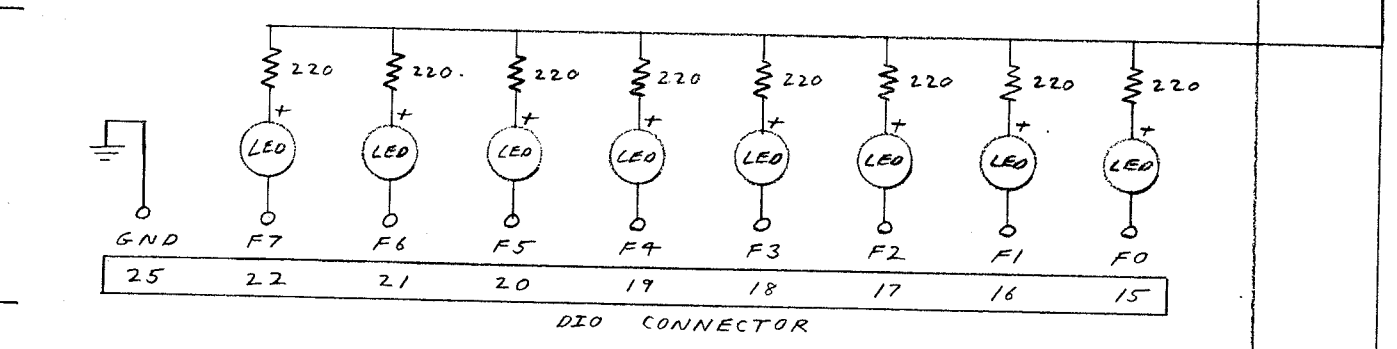 220 220. 220 220 220 220 220 220
+ + + + + + + +
LED LED LED LED LED LED LED LED
GND F7 F6 F5 F4 F3 F2 F1 F0
25 22 21 20 19 18 17 16 15
DIO CONNECTOR